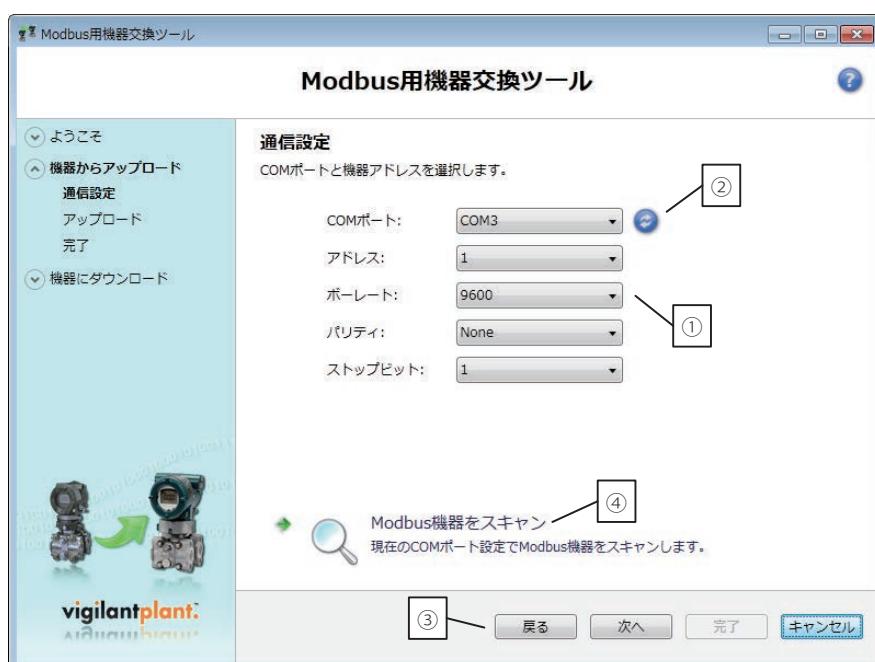 Modbus用機器交換ツール
Modbus用機器交換ツール
?
ようこそ
機器からアップロード
通信設定
アップロード
完了
機器にダウンロード
通信設定
COMポートと機器アドレスを選択します。
②
COMポート: COM3
アドレス: 1
ボーレート: 9600
①
パリティ: None
ストップビット: 1
④
Modbus機器をスキャン
現在のCOMポート設定でModbus機器をスキャンします。
vigilantplant.
③
戻る 次へ 完了 キャンセル